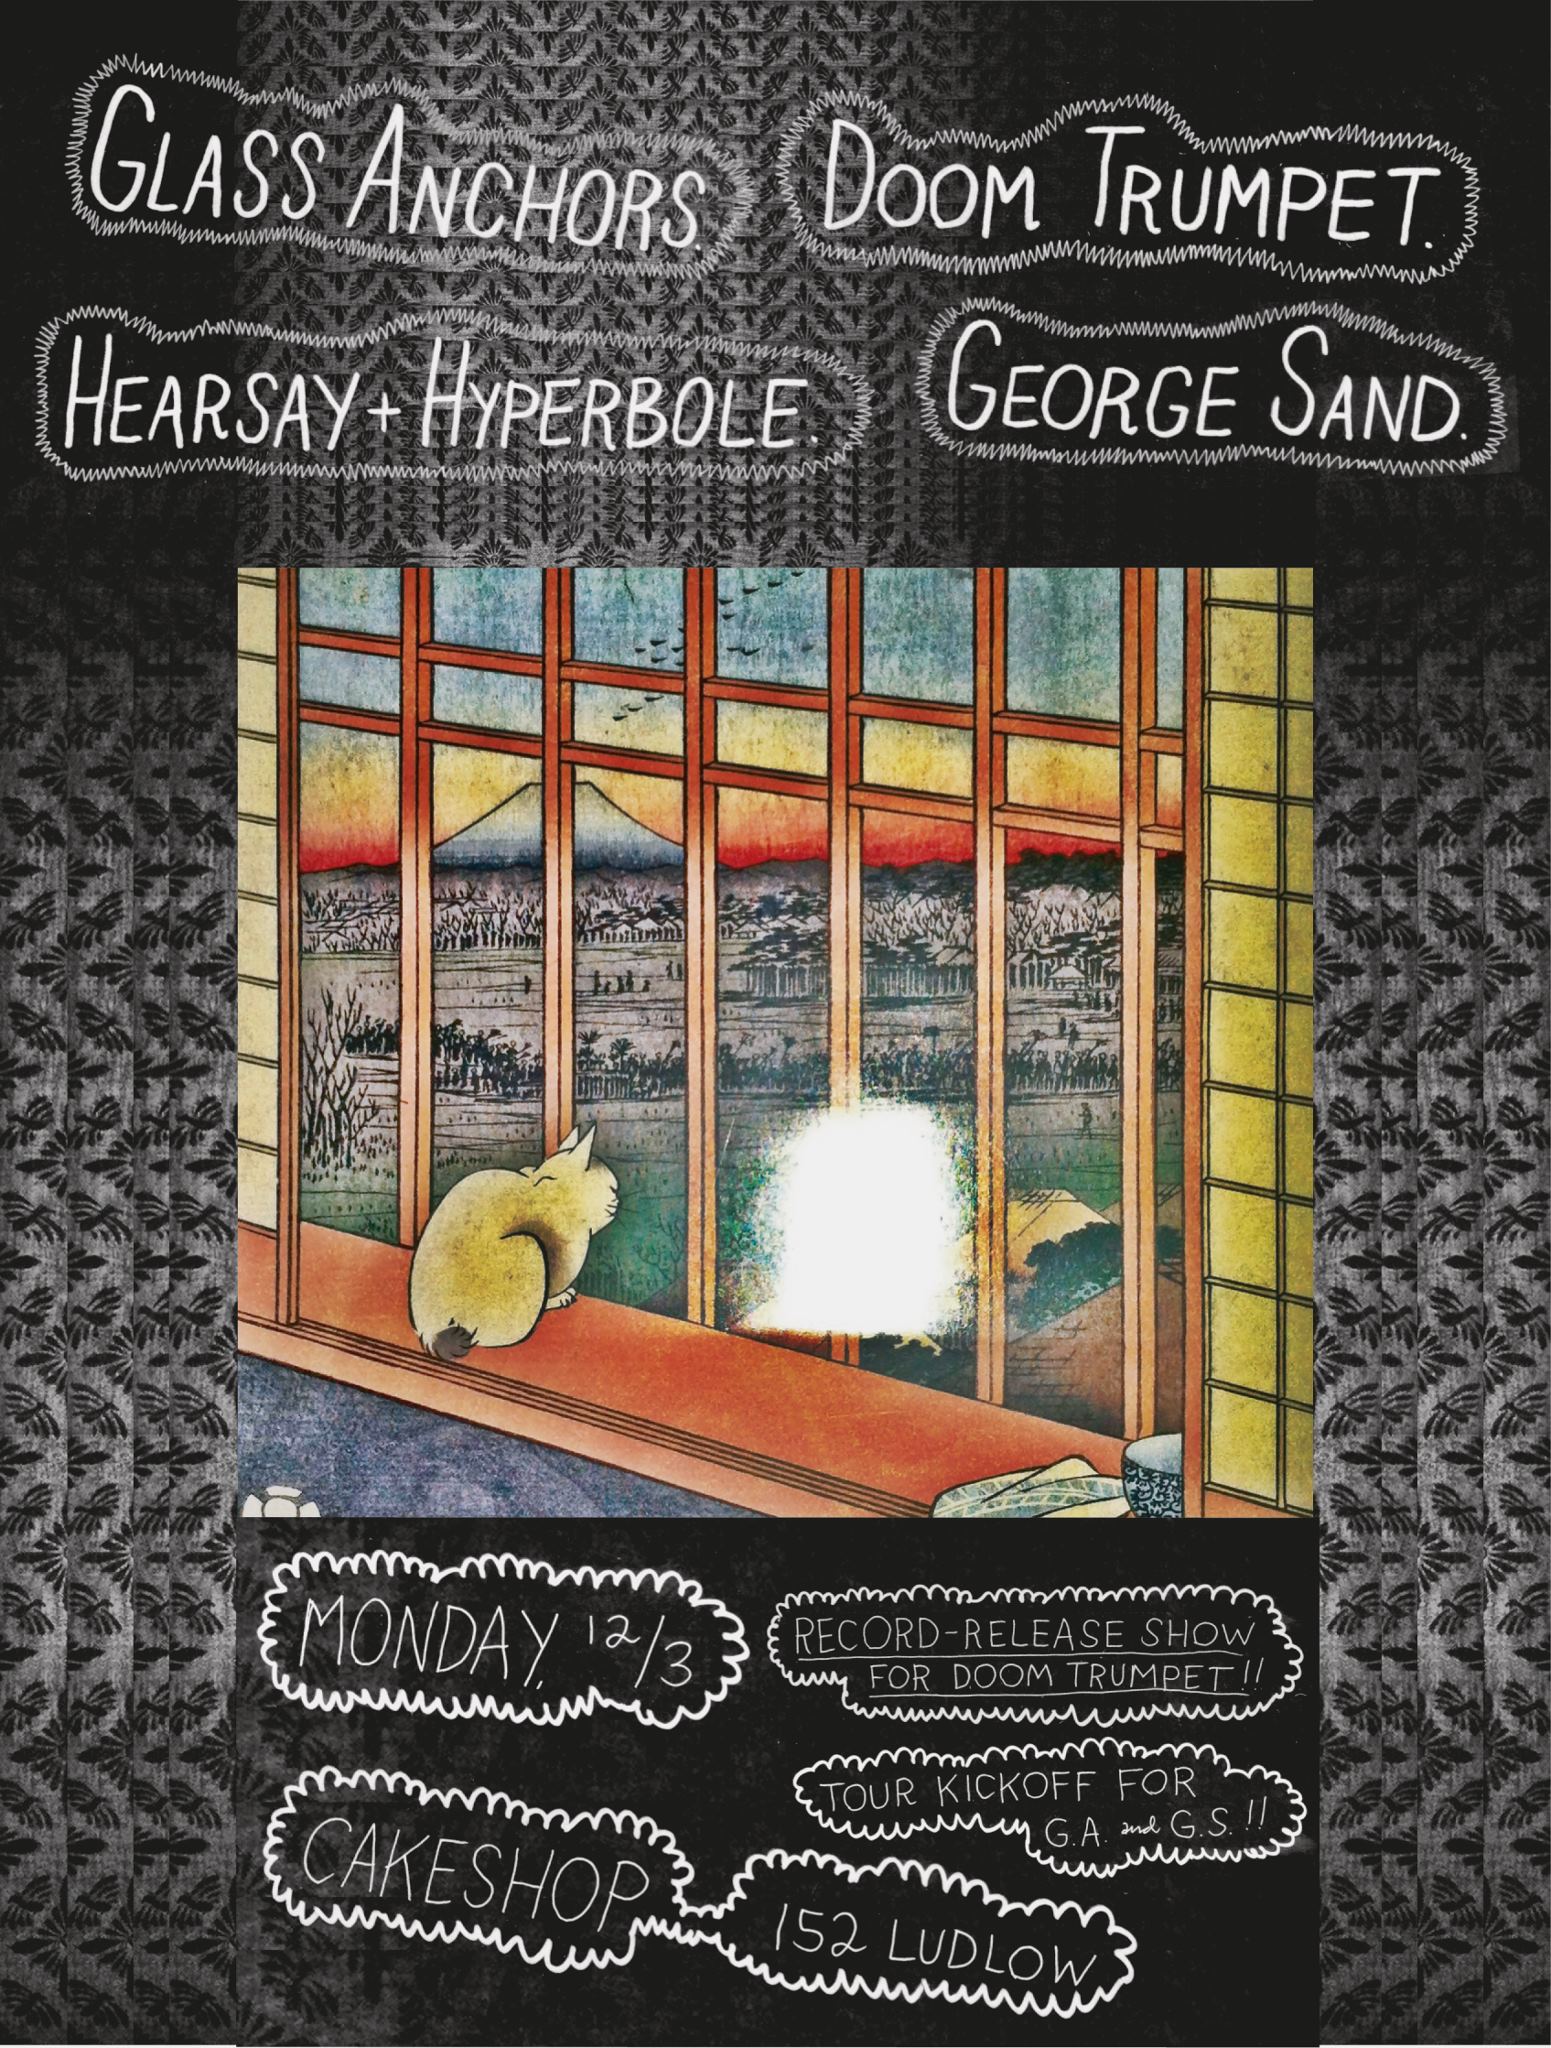 GLASS ANCHORS.
DOOM TRUMPET.
HEARSAY + HYPERBOLE.
GEORGE SAND.
MONDAY, 12/3
RECORD-RELEASE SHOW
FOR DOOM TRUMPET!!
TOUR KICKOFF FOR
G.A. and G.S.!!
CAKESHOP
152 LUDLOW